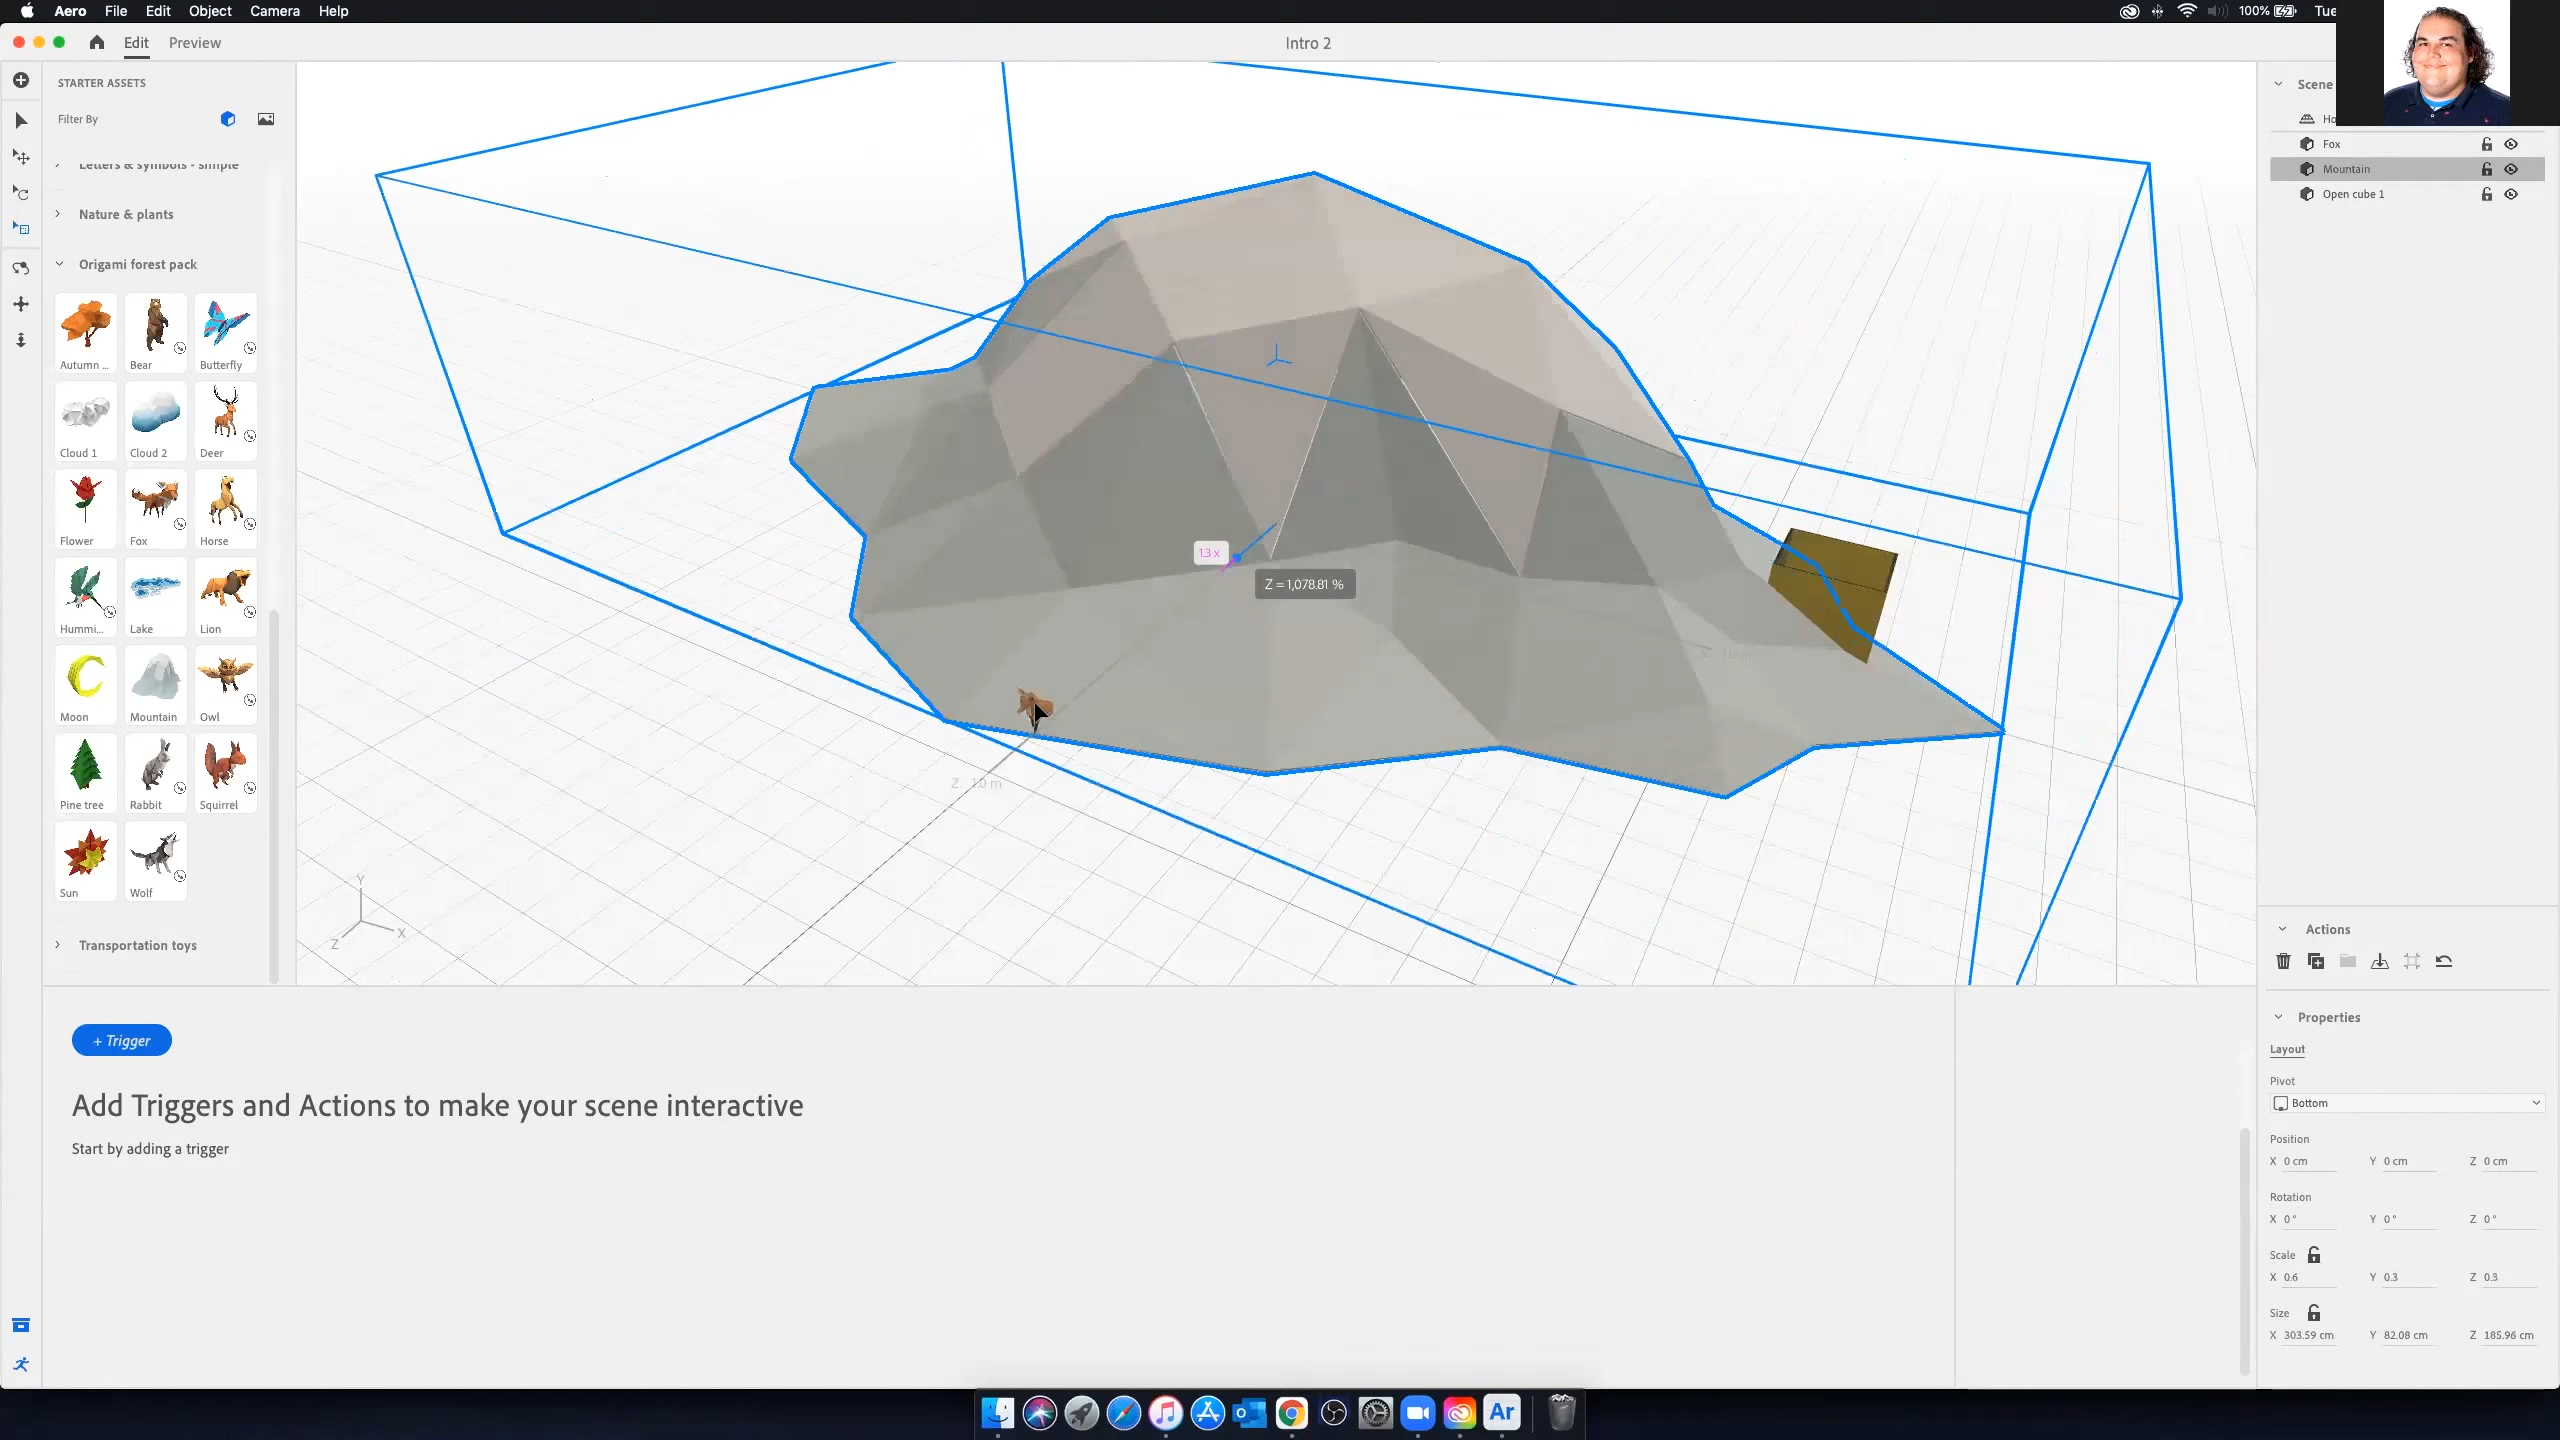 Aero File Edit Object Camera Help
100% Tue
Edit Preview
Intro 2
STARTER ASSETS
Filter By
Letters & symbols - simple
Nature & plants
Origami forest pack
Autumn ... Bear Butterfly
Cloud 1 Cloud 2 Deer
Flower Fox Horse
Hummi... Lake Lion
Moon Mountain Owl
Pine tree Rabbit Squirrel
Sun Wolf
Transportation toys
1.3 x
Z = 1,078.81 %
Z: 1.0 m
Y
Z
X
Scene
Ho
Fox
Mountain
Open cube 1
Actions
Properties
Layout
Pivot
Bottom
Position
X 0 cm Y 0 cm Z 0 cm
Rotation
X 0° Y 0° Z 0°
Scale
X 0.6 Y 0.3 Z 0.3
Size
X 303.59 cm Y 82.08 cm Z 185.96 cm
+ Trigger
Add Triggers and Actions to make your scene interactive
Start by adding a trigger
Ar